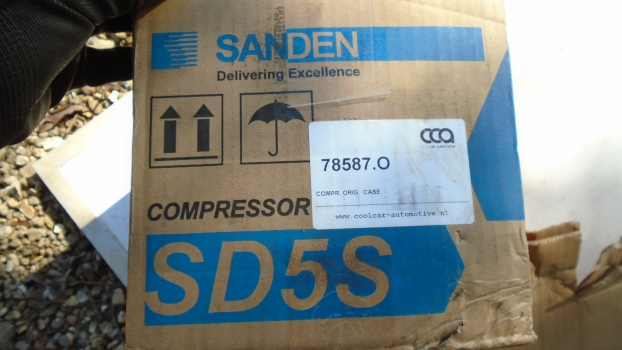 SANDEN
Delivering Excellence
cca
78587.O
COMPR. ORIG. CASE
www.coolcar-automotive.nl
COMPRESSOR
SD5S